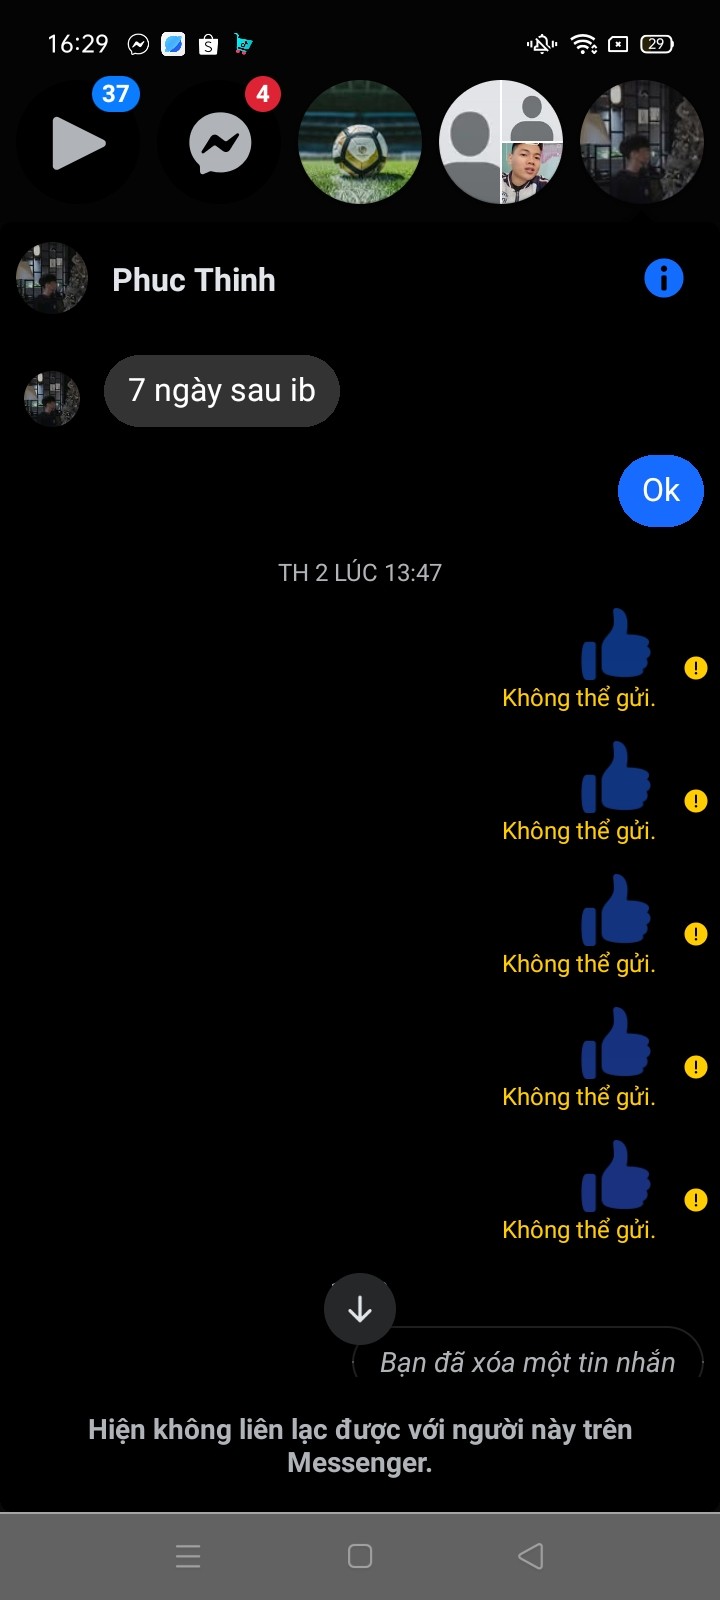 16:29
29
37
4
Phuc Thinh
7 ngày sau ib
Ok
TH 2 LÚC 13:47
Không thể gửi.
Không thể gửi.
Không thể gửi.
Không thể gửi.
Không thể gửi.
Bạn đã xóa một tin nhắn
Hiện không liên lạc được với người này trên
Messenger.